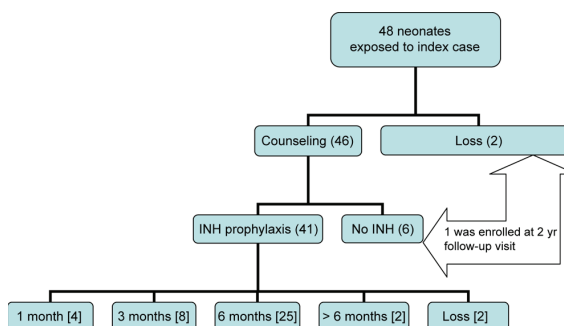 48 neonates
exposed to index case
Counseling (46)
Loss (2)
INH prophylaxis (41)
No INH (6)
1 was enrolled at 2 yr
follow-up visit
1 month [4]
3 months [8]
6 months [25]
> 6 months [2]
Loss [2]